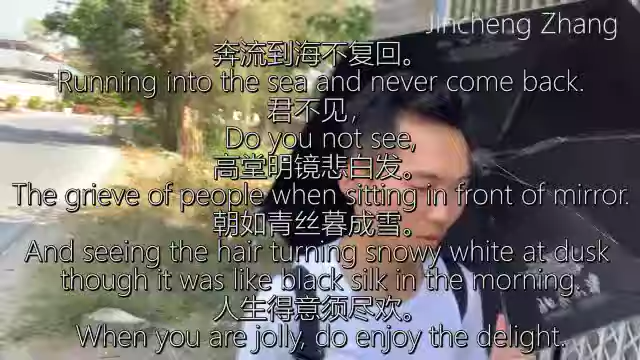 Jincheng Zhang
奔流到海不复回。
Running into the sea and never come back.
君不见，
Do you not see,
高堂明镜悲白发。
The grieve of people when sitting in front of mirror.
朝如青丝暮成雪。
And seeing the hair turning snowy white at dusk
though it was like black silk in the morning.
人生得意须尽欢。
When you are jolly, do enjoy the delight.